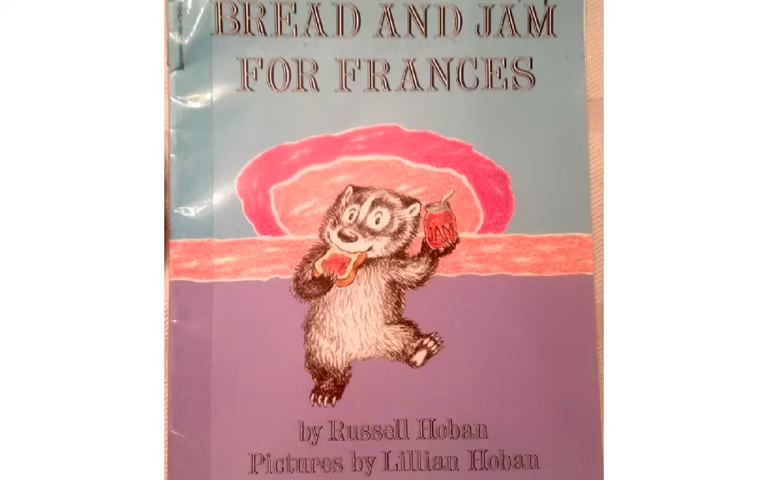 BREAD AND JAM
FOR FRANCES
JAM
by Russell Hoban
Pictures by Lillian Hoban